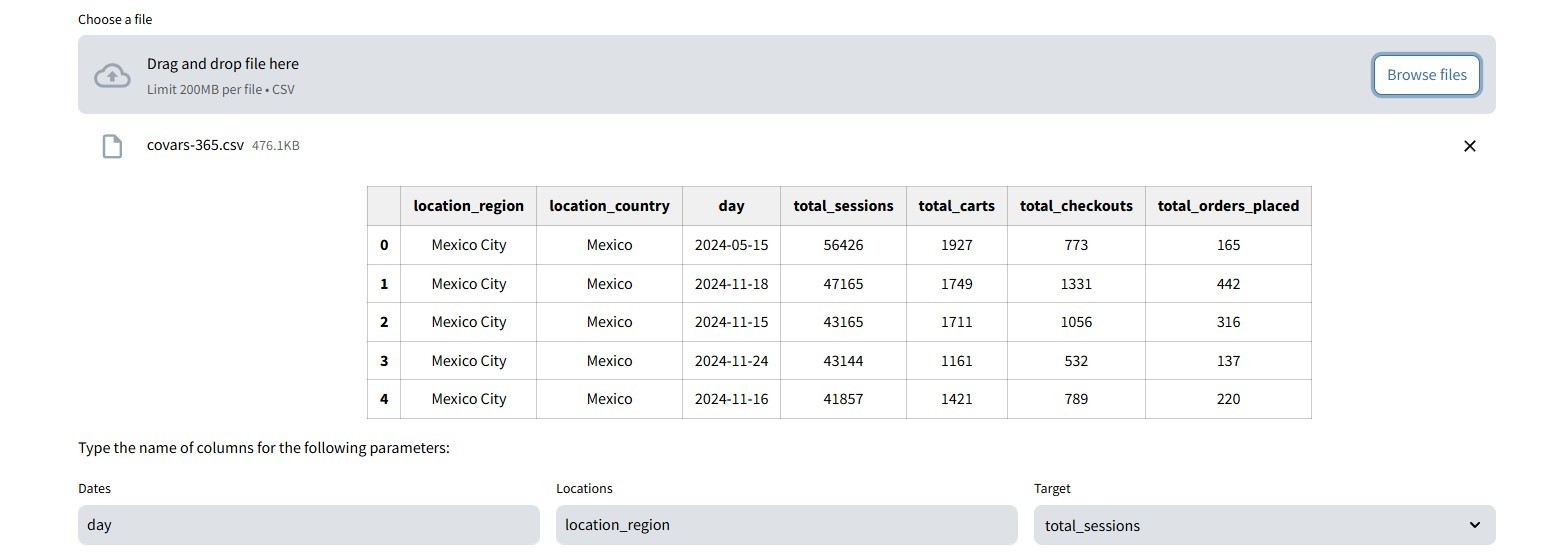 Choose a file
Drag and drop file here
Limit 200MB per file • CSV
Browse files
covars-365.csv 476.1KB
location_region location_country day total_sessions total_carts total_checkouts total_orders_placed
0 Mexico City Mexico 2024-05-15 56426 1927 773 165
1 Mexico City Mexico 2024-11-18 47165 1749 1331 442
2 Mexico City Mexico 2024-11-15 43165 1711 1056 316
3 Mexico City Mexico 2024-11-24 43144 1161 532 137
4 Mexico City Mexico 2024-11-16 41857 1421 789 220
Type the name of columns for the following parameters:
Dates Locations Target
day location_region total_sessions